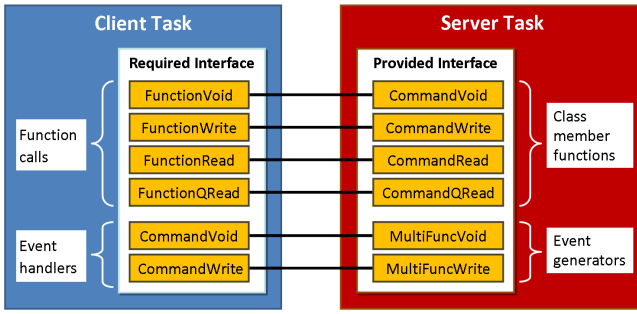 Client Task
Server Task
Required Interface
Provided Interface
FunctionVoid
CommandVoid
FunctionWrite
CommandWrite
FunctionRead
CommandRead
FunctionQRead
CommandQRead
Function
calls
Class
member
functions
CommandVoid
MultiFuncVoid
CommandWrite
MultiFuncWrite
Event
handlers
Event
generators